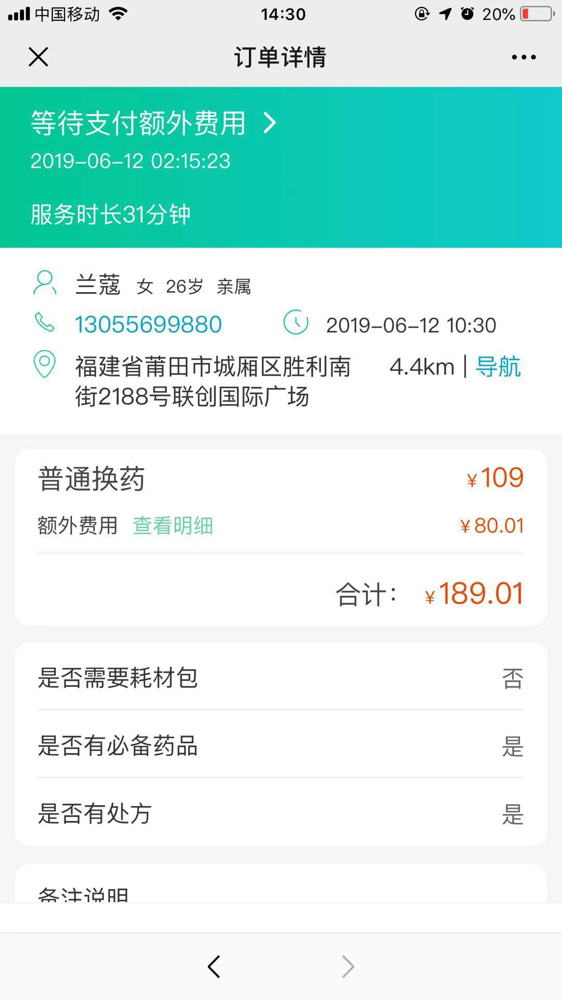 中国移动 14:30 20%
订单详情
等待支付额外费用
2019-06-12 02:15:23
服务时长31分钟
兰蔻 女 26岁 亲属
13055699880 2019-06-12 10:30
福建省莆田市城厢区胜利南 4.4km | 导航
街2188号联创国际广场
普通换药 ¥109
额外费用 查看明细 ¥80.01
合计： ¥189.01
是否需要耗材包 否
是否有必备药品 是
是否有处方 是
备注说明